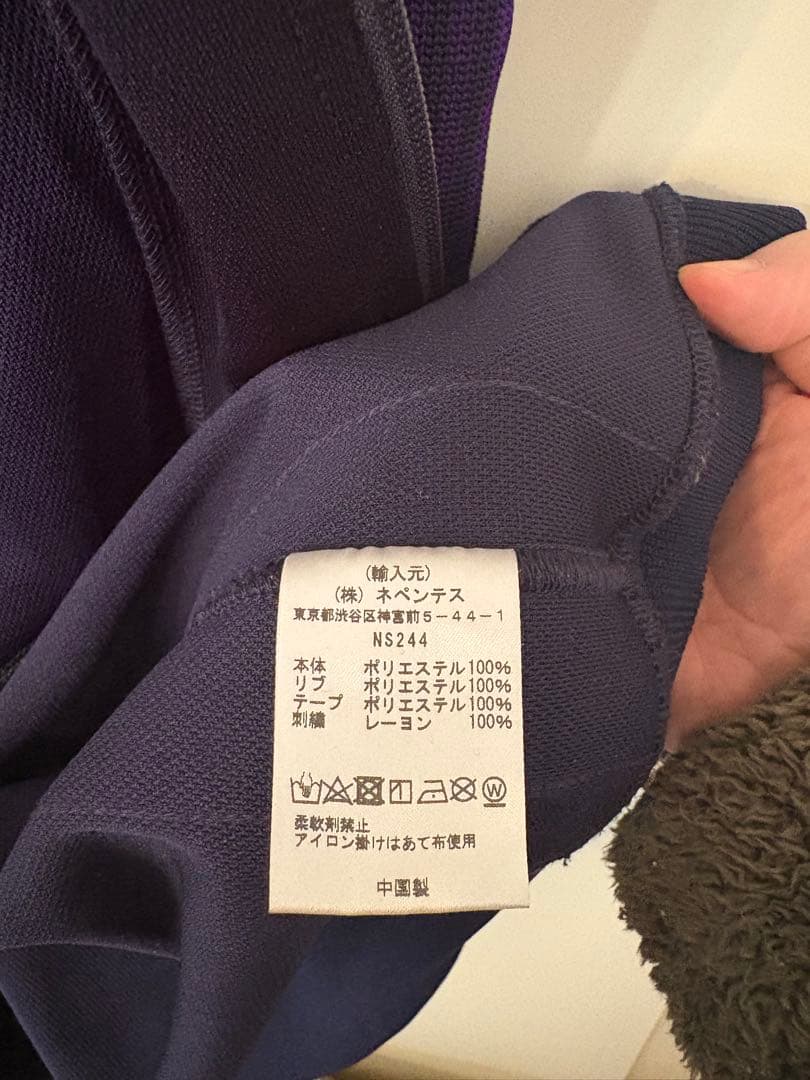 (輸入元)
(株) ネペンテス
東京都渋谷区神宮前5-44-1
NS244
本体 ポリエステル100%
リブ ポリエステル100%
テープ ポリエステル100%
刺繍 レーヨン 100%
W
柔軟剤禁止
アイロン掛けはあて布使用
中国製